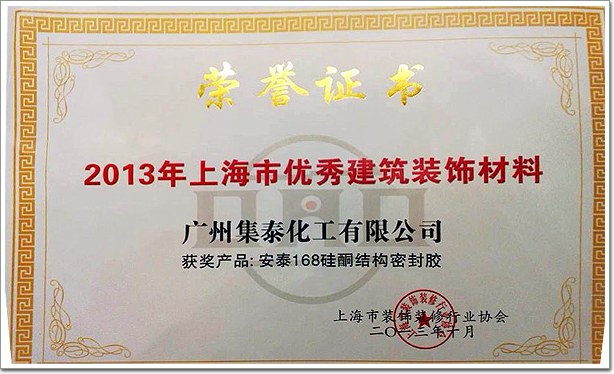 荣誉证书
2013年上海市优秀建筑装饰材料
广州集泰化工有限公司
获奖产品: 安泰168硅酮结构密封胶
上海市装饰装修行业协会
二〇一三年十月